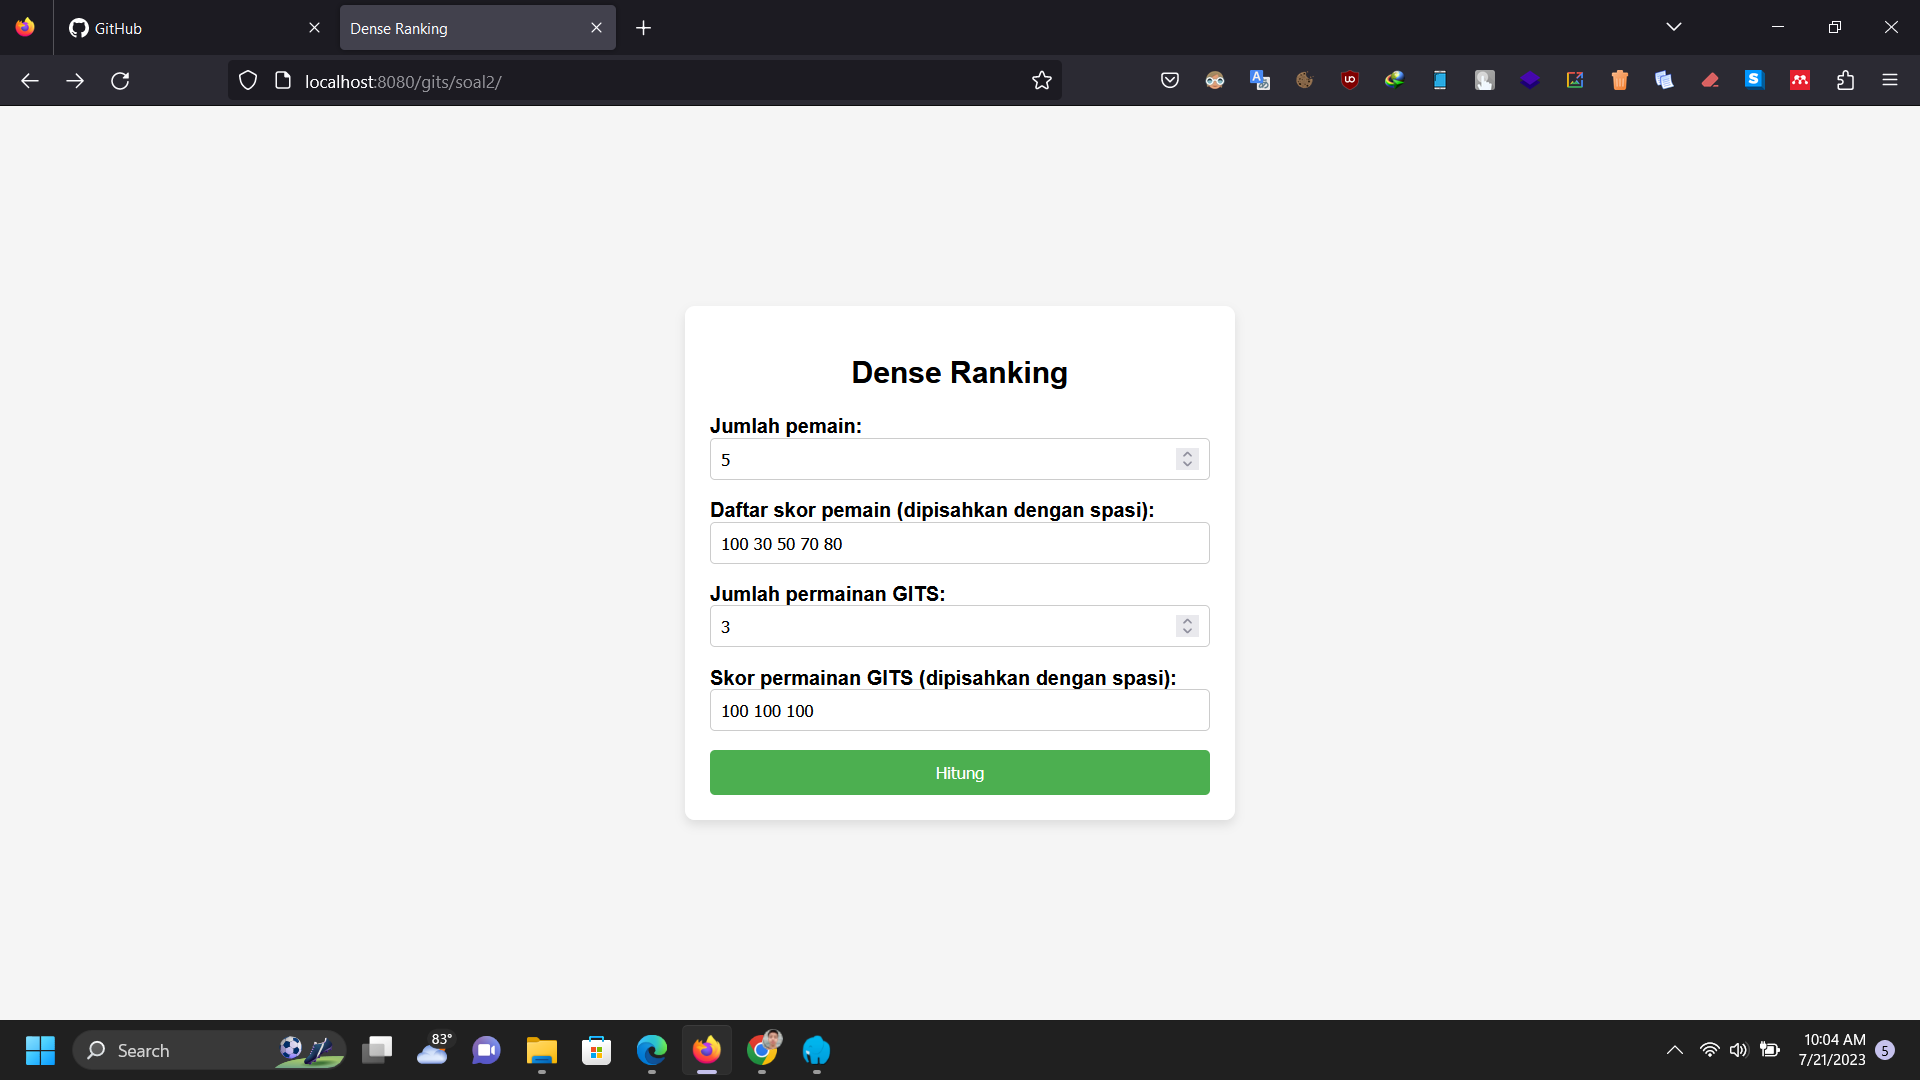 GitHub
Dense Ranking
localhost:8080/gits/soal2/
Dense Ranking
Jumlah pemain:
5
Daftar skor pemain (dipisahkan dengan spasi):
100 30 50 70 80
Jumlah permainan GITS:
3
Skor permainan GITS (dipisahkan dengan spasi):
100 100 100
Hitung
Search
83°
10:04 AM
7/21/2023
5